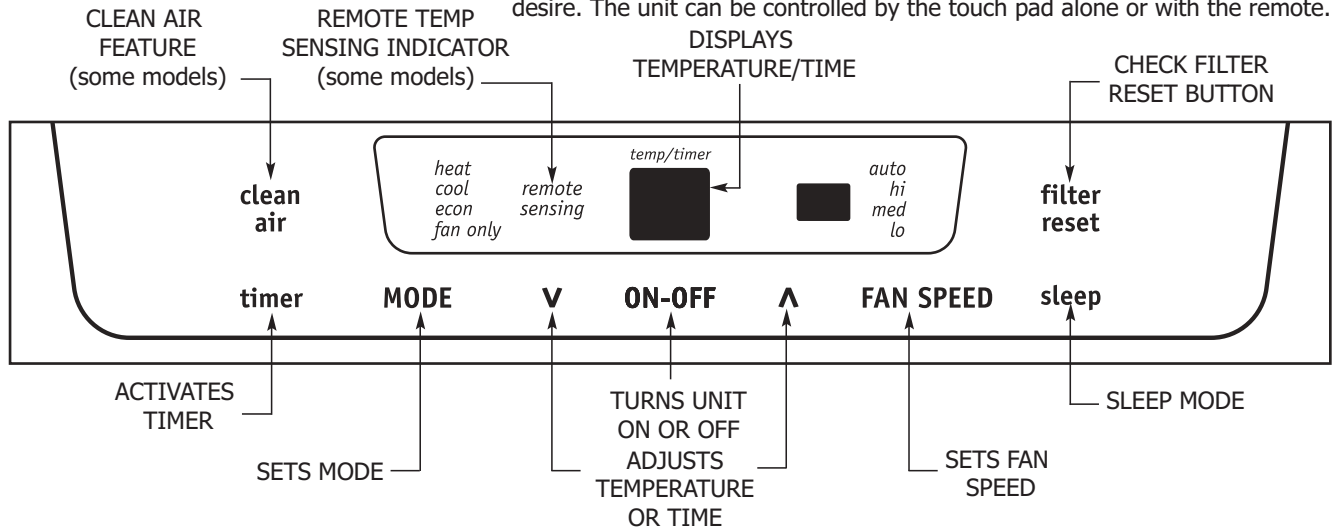 desire. The unit can be controlled by the touch pad alone or with the remote.
CLEAN AIR
FEATURE
(some models)
REMOTE TEMP
SENSING INDICATOR
(some models)
DISPLAYS
TEMPERATURE/TIME
CHECK FILTER
RESET BUTTON
clean
air
heat
cool
econ
fan only
remote
sensing
temp/timer
auto
hi
med
lo
filter
reset
timer
MODE
∨
ON-OFF
∧
FAN SPEED
sleep
ACTIVATES
TIMER
SETS MODE
TURNS UNIT
ON OR OFF
ADJUSTS
TEMPERATURE
OR TIME
SETS FAN
SPEED
SLEEP MODE